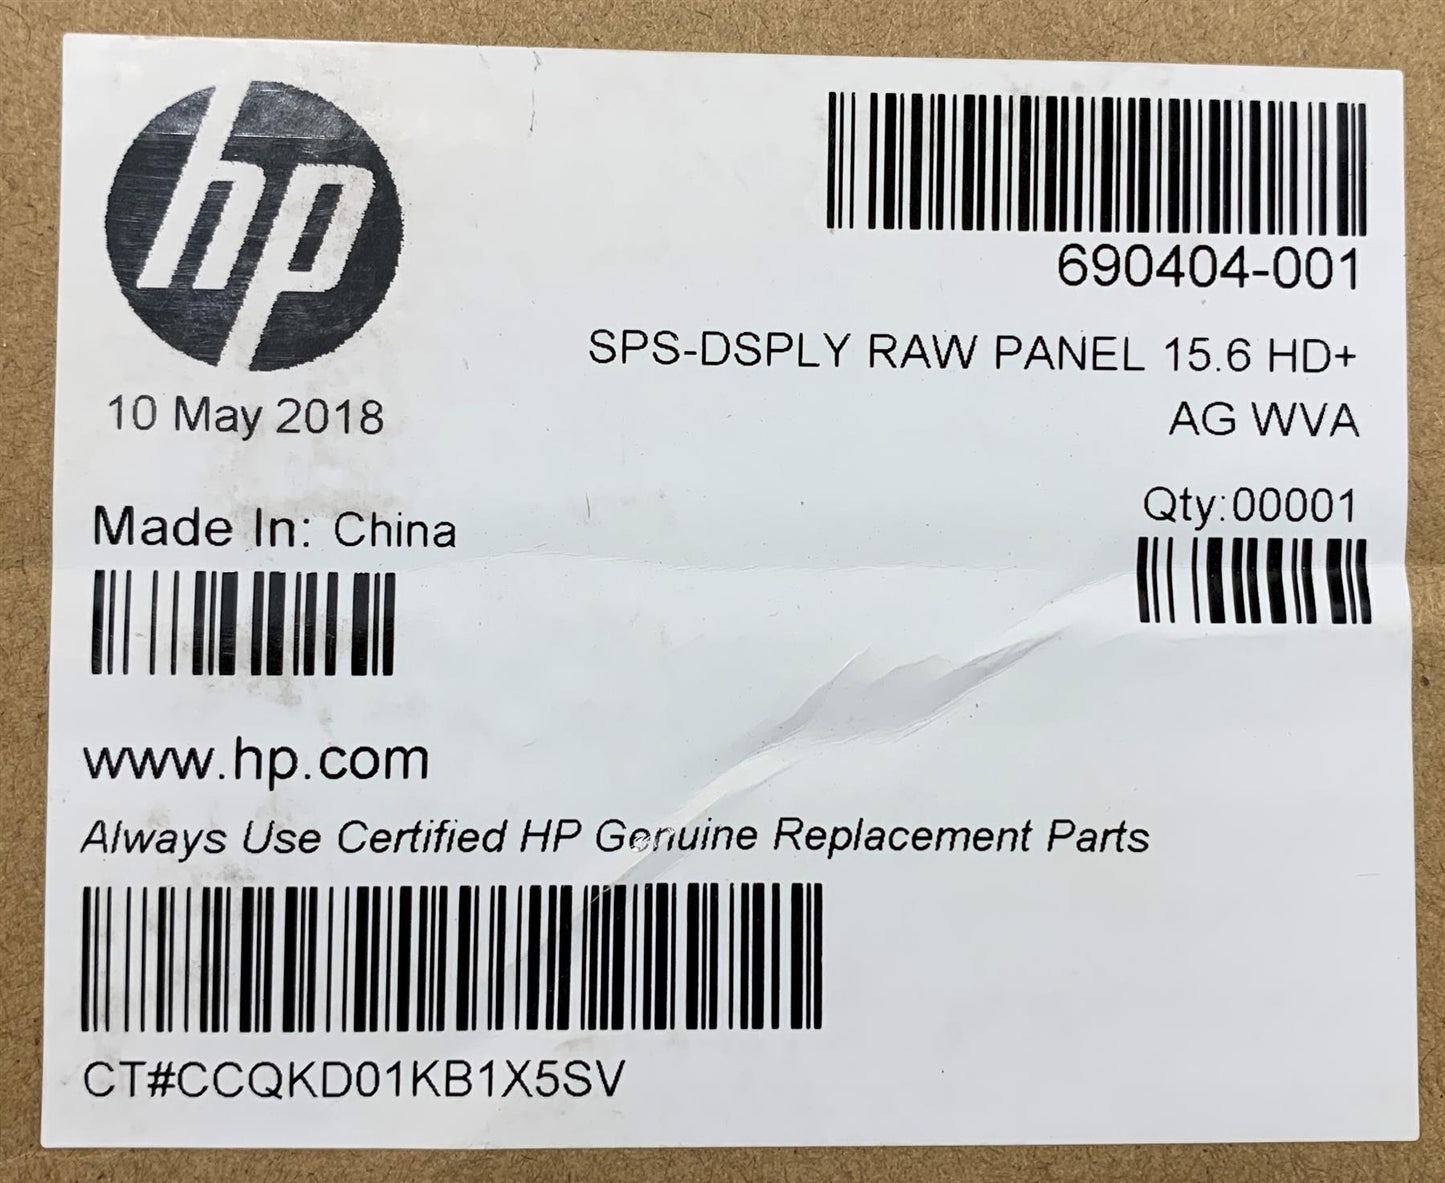 hp
690404-001
SPS-DSPLY RAW PANEL 15.6 HD+
AG WVA
10 May 2018
Qty:00001
Made In: China
www.hp.com
Always Use Certified HP Genuine Replacement Parts
CT#CCQKD01KB1X5SV